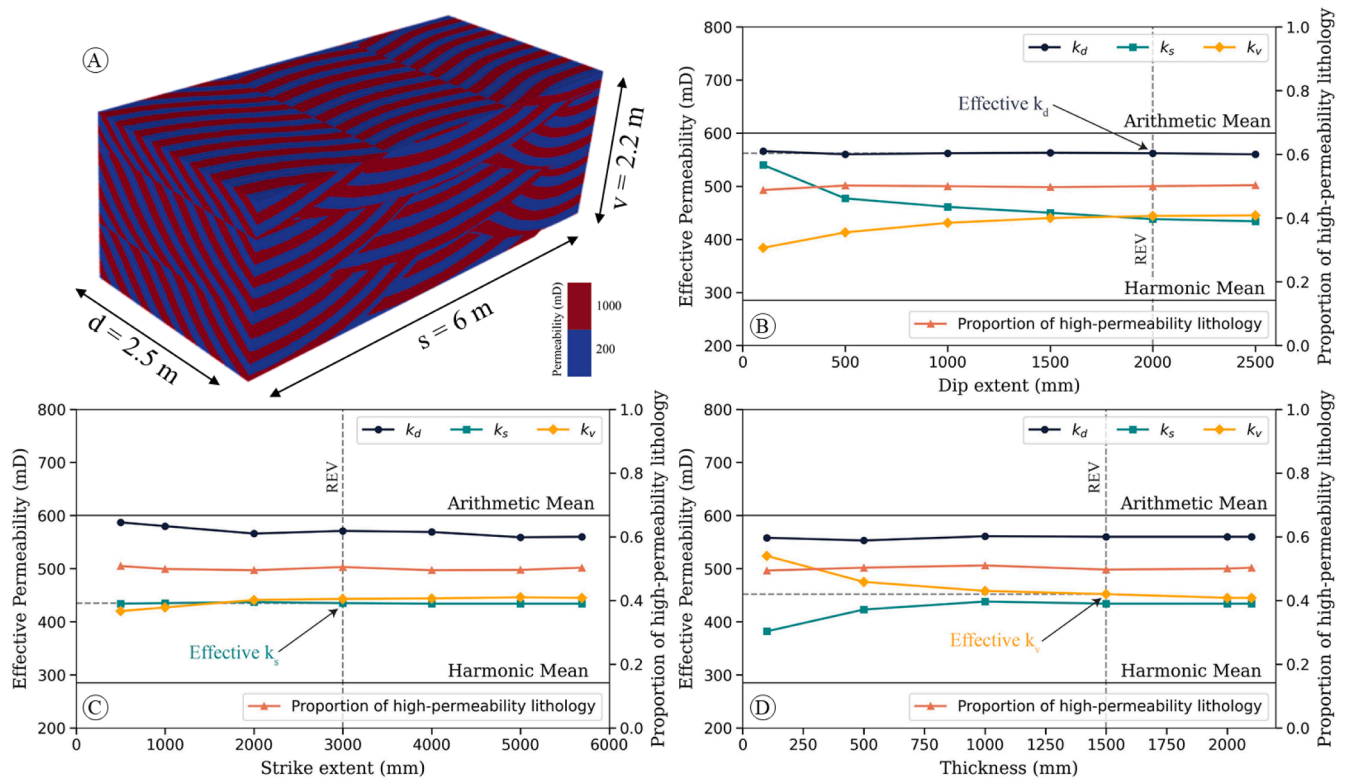 A
v = 2.2 m
s = 6 m
d = 2.5 m
Permeability (mD)
1000
200
B
Effective Permeability (mD)
800
700
600
500
400
300
200
k_d k_s k_v
Effective k_d
Arithmetic Mean
REV
Harmonic Mean
Proportion of high-permeability lithology
0 500 1000 1500 2000 2500
Dip extent (mm)
1.0
0.8
0.6
0.4
0.2
0.0
Proportion of high-permeability lithology
C
Effective Permeability (mD)
800
700
600
500
400
300
200
k_d k_s k_v
REV
Arithmetic Mean
Effective k_s
Harmonic Mean
Proportion of high-permeability lithology
0 1000 2000 3000 4000 5000 6000
Strike extent (mm)
1.0
0.8
0.6
0.4
0.2
0.0
Proportion of high-permeability lithology
D
Effective Permeability (mD)
800
700
600
500
400
300
200
k_d k_s k_v
REV
Arithmetic Mean
Effective k_v
Harmonic Mean
Proportion of high-permeability lithology
0 250 500 750 1000 1250 1500 1750 2000
Thickness (mm)
1.0
0.8
0.6
0.4
0.2
0.0
Proportion of high-permeability lithology